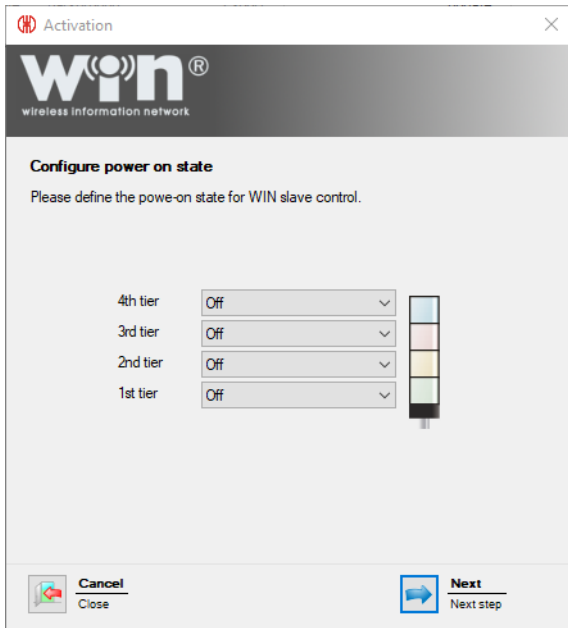 Activation
WIN®
wireless information network
Configure power on state
Please define the powe-on state for WIN slave control.
4th tier Off
3rd tier Off
2nd tier Off
1st tier Off
Cancel
Close
Next
Next step